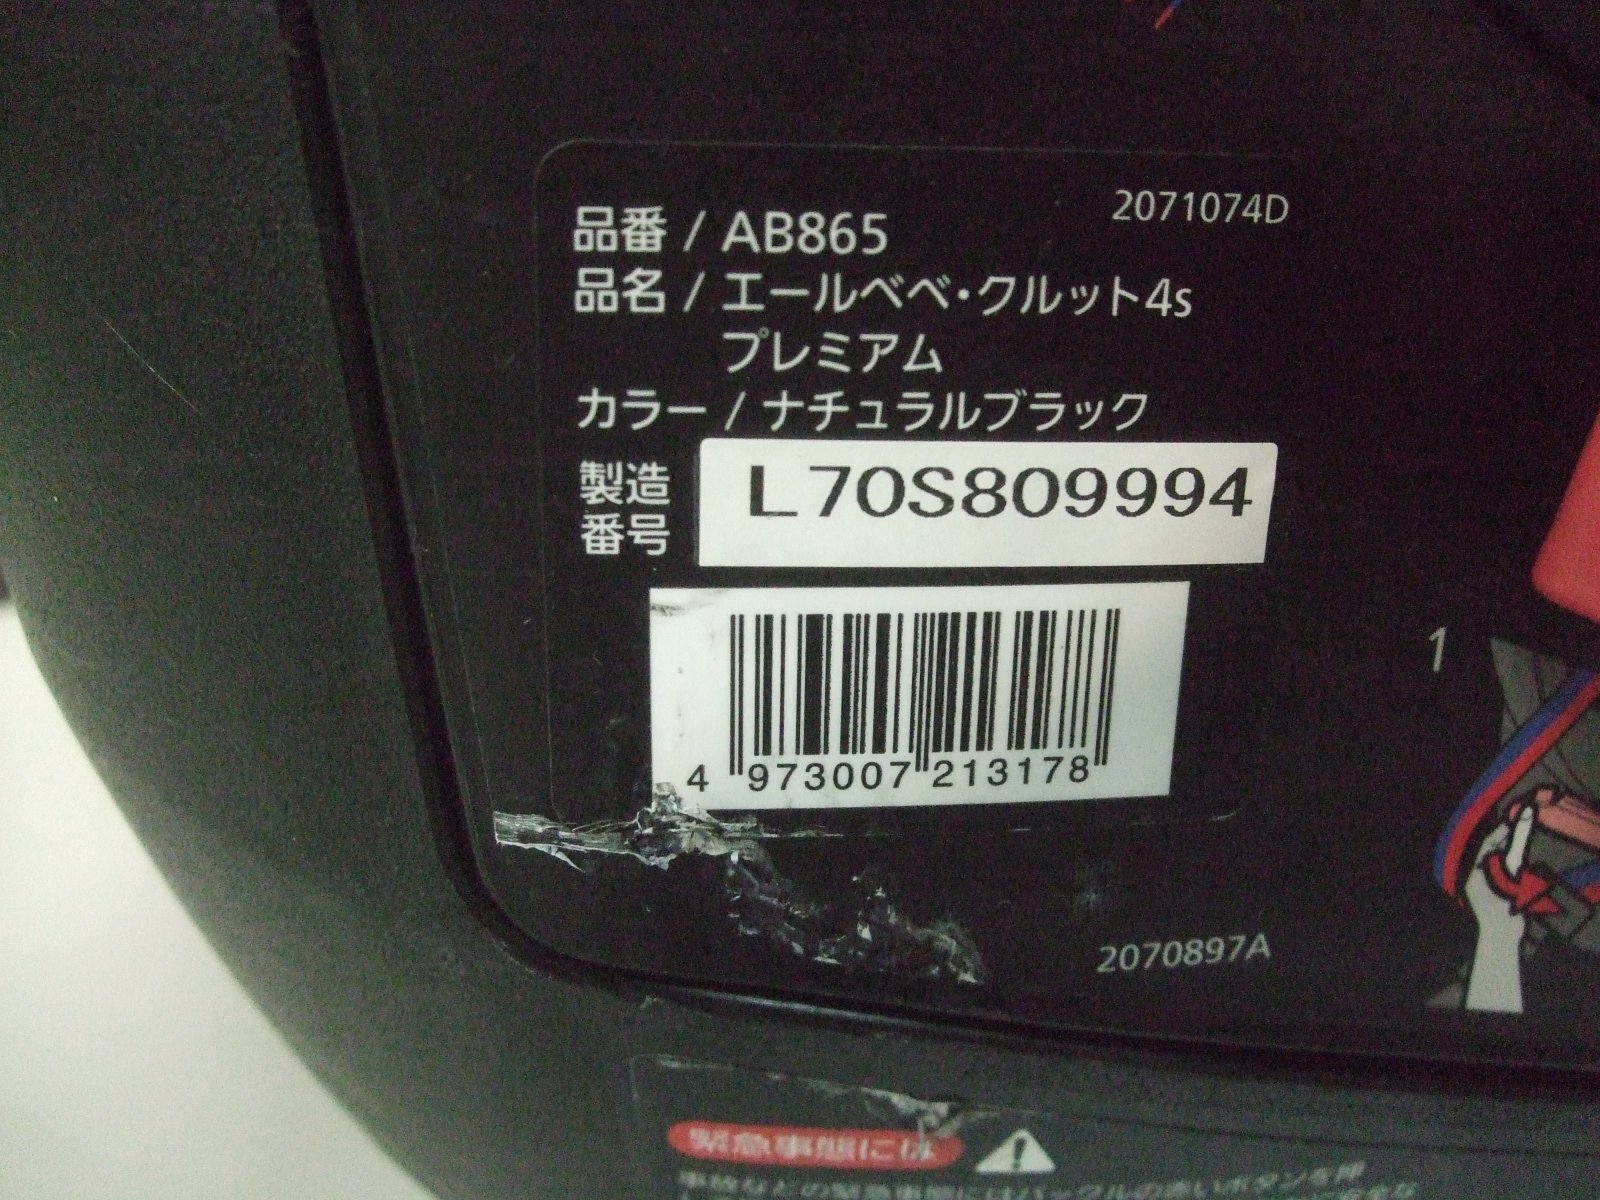 2071074D
品番 / AB865
品名 / エールベベ・クルット4s
プレミアム
カラー / ナチュラルブラック
製造
番号
L70S809994
4 973007 213178
1
2070897A
緊急事態には